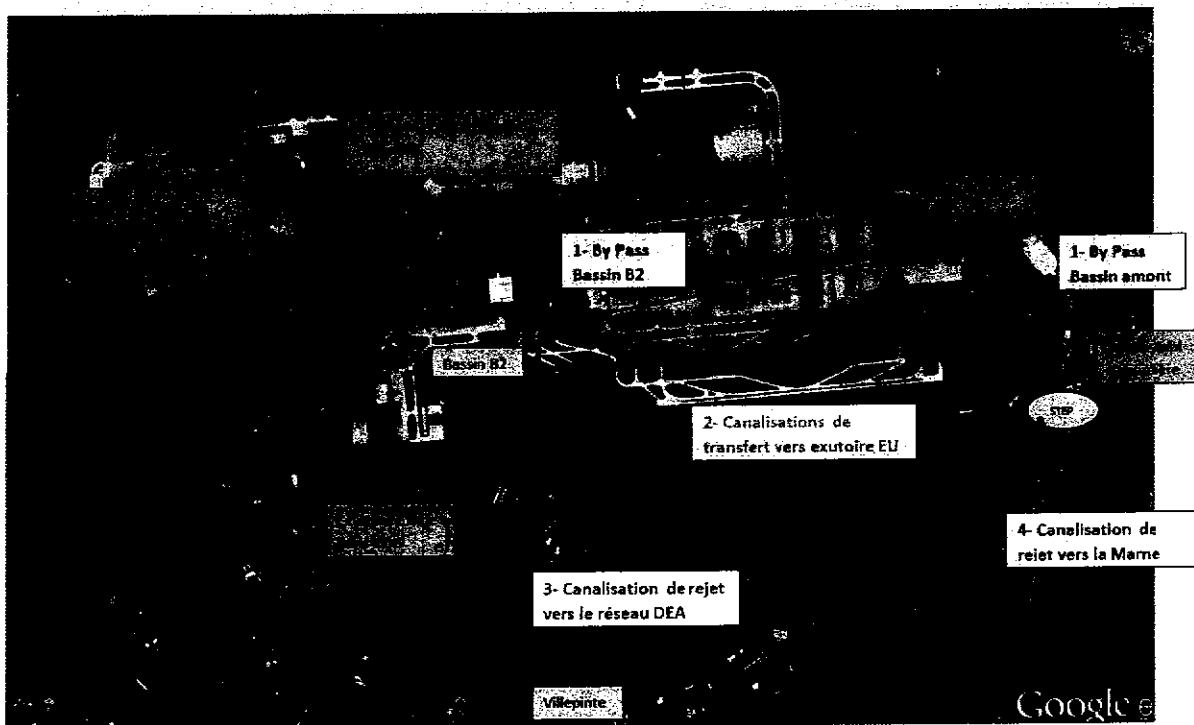 1- By Pass
Bassin B2
1- By Pass
Bassin amont
Bassin B2
STEP
2- Canalisations de
transfert vers exutoire EU
4- Canalisation de
rejet vers la Marne
3- Canalisation de rejet
vers le réseau DEA
Villepinte
Google